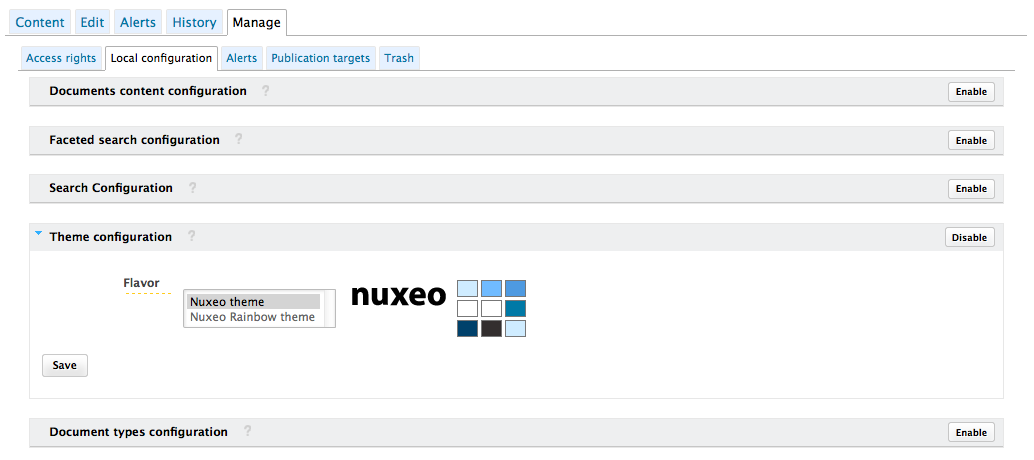 Content Edit Alerts History Manage
Access rights Local configuration Alerts Publication targets Trash
Documents content configuration ? Enable
Faceted search configuration ? Enable
Search Configuration ? Enable
Theme configuration ? Disable
Flavor
Nuxeo theme
Nuxeo Rainbow theme
nuxeo
Save
Document types configuration ? Enable